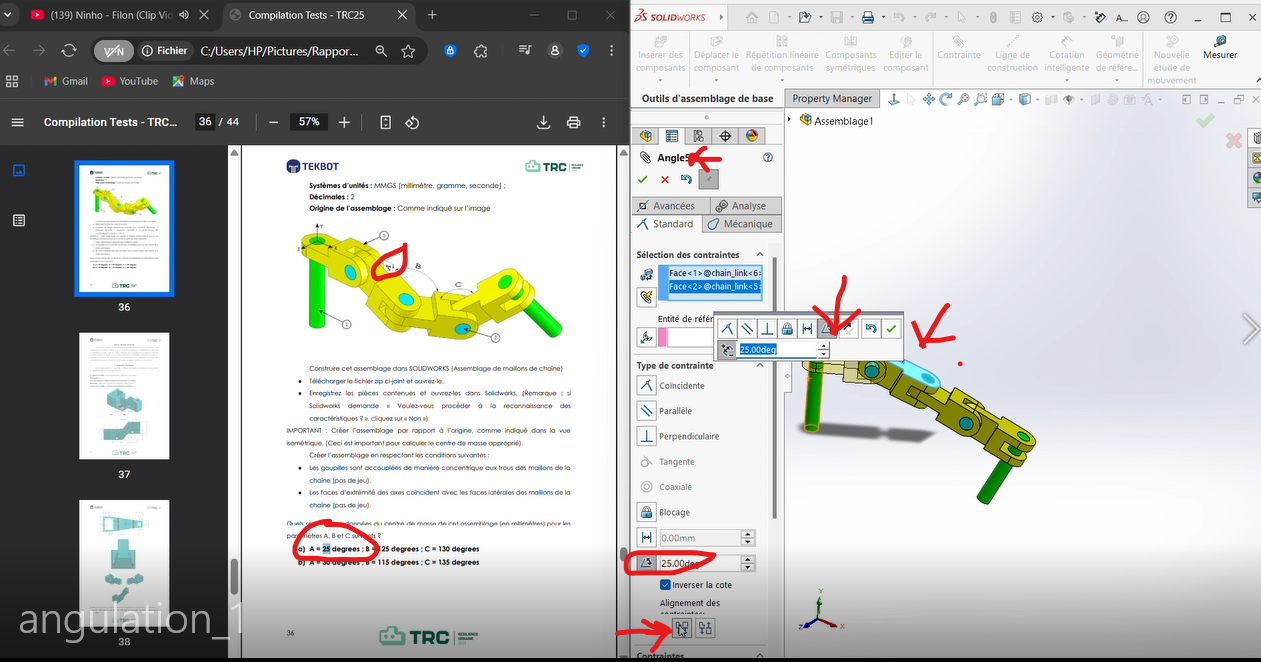 (139) Ninho - Filon (Clip Vid
Compilation Tests - TRC25
Fichier
C:/Users/HP/Pictures/Rappor...
Gmail
YouTube
Maps
Compilation Tests - TRC...
36 / 44
57%
36
37
38
angulation_1
TEKBOT
TRC
Systèmes d'unités : MMGS (millimètre, gramme, seconde) ;
Décimales : 2
Origine de l'assemblage : Comme indiqué sur l'image
Y
3
A
B
C
1
2
Construire cet assemblage dans SOLIDWORKS (Assemblage de maillons de chaîne)
Télécharger le fichier zip ci-joint et ouvrez-le.
Enregistrez les pièces contenues et ouvrez-les dans Solidworks. (Remarque : si
Solidworks demande « Voulez-vous procéder à la reconnaissance des
caractéristiques ? », cliquez sur « Non »)
IMPORTANT : Créer l'assemblage par rapport à l'origine, comme indiqué dans la vue
isométrique. (Ceci est important pour calculer le centre de masse approprié).
Créer l'assemblage en respectant les conditions suivantes :
Les goupilles sont accouplées de manière concentrique aux trous des maillons de la
chaîne (pas de jeu).
Les faces d'extrémité des axes coïncident avec les faces latérales des maillons de la
chaîne (pas de jeu).
données du centre de masse de cet assemblage (en millimètres) pour les
paramètres A, B et C suivants ?
a) A = 25 degrees ; B = 125 degrees ; C = 130 degrees
b) A = 30 degrees ; B = 115 degrees ; C = 135 degrees
36
TRC
SOLIDWORKS
A...
Insérer des composants
Déplacer le composant
Répétition linéaire de composants
Composants symétriques
Editer le composant
Contrainte
Ligne de construction
Cotation intelligente
Géométrie de référe...
Nouvelle étude de mouvement
Mesurer
Outils d'assemblage de base
Property Manager
Assemblage1
Angle5
Avancées
Analyse
Standard
Mécanique
Sélection des contraintes
Face<1>@chain_link<6>
Face<2>@chain_link<5>
Entité de référ
25.00deg
Type de contrainte
Coïncidente
Parallèle
Perpendiculaire
Tangente
Coaxiale
Blocage
0.00mm
25.00deg
Inverser la cote
Alignement des
contraintes:
Contraintes
Y
Z
X